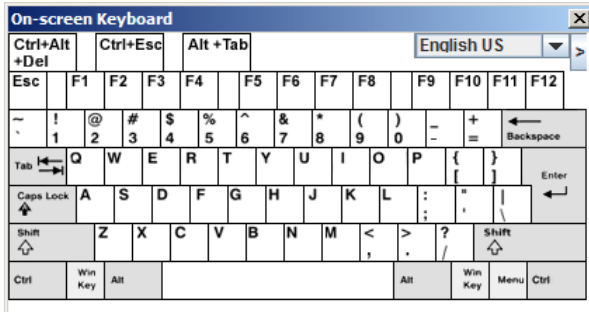 On-screen Keyboard X
Ctrl+Alt +Del Ctrl+Esc Alt +Tab English US >
Esc F1 F2 F3 F4 F5 F6 F7 F8 F9 F10 F11 F12
~ ! @ # $ % ^ & * ( ) _ +
` 1 2 3 4 5 6 7 8 9 0 - = Backspace
Tab Q W E R T Y U I O P { }
[ ] Enter
Caps Lock A S D F G H J K L : " |
; ' \
Shift Z X C V B N M < > ? Shift
, . /
Ctrl Win Key Alt Alt Win Key Menu Ctrl